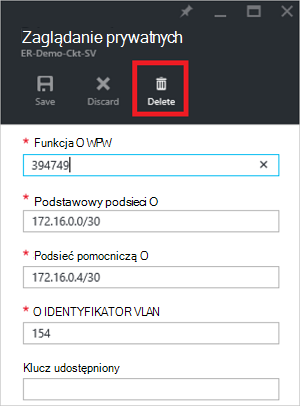 Zaglądanie prywatnych
ER-Demo-Ckt-SV
Save Discard Delete
* Funkcja O WPW
394749
* Podstawowy podsieci O
172.16.0.0/30
* Podsieć pomocniczą O
172.16.0.4/30
* O IDENTYFIKATOR VLAN
154
Klucz udostępniony